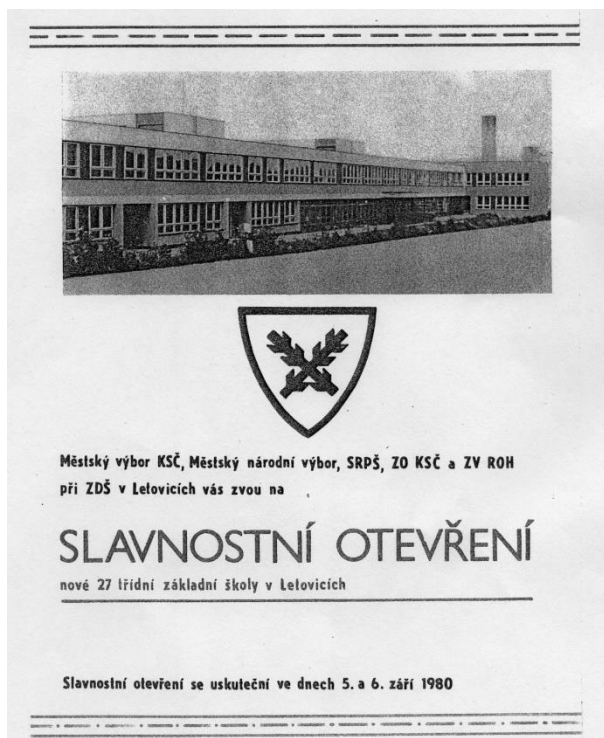 Městský výbor KSČ, Městský národní výbor, SRPŠ, ZO KSČ a ZV ROH
při ZDŠ v Letovicích vás zvou na
SLAVNOSTNÍ OTEVŘENÍ
nové 27 třídní základní školy v Letovicích
Slavnostní otevření se uskuteční ve dnech 5. a 6. září 1980